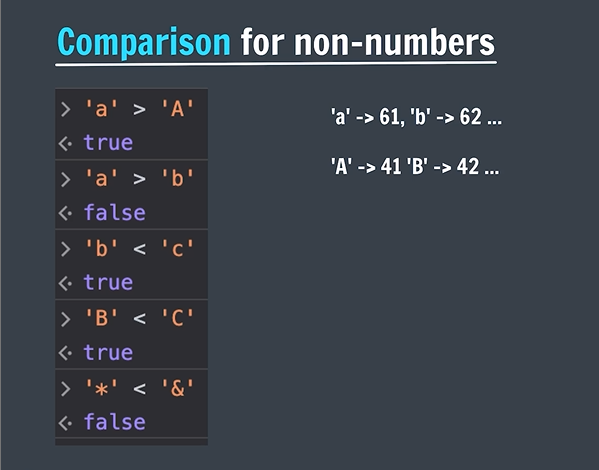 Comparison for non-numbers
> 'a' > 'A'
<· true
> 'a' > 'b'
<· false
> 'b' < 'c'
<· true
> 'B' < 'C'
<· true
> '*' < '&'
<· false
'a' -> 61, 'b' -> 62 ...
'A' -> 41 'B' -> 42 ...